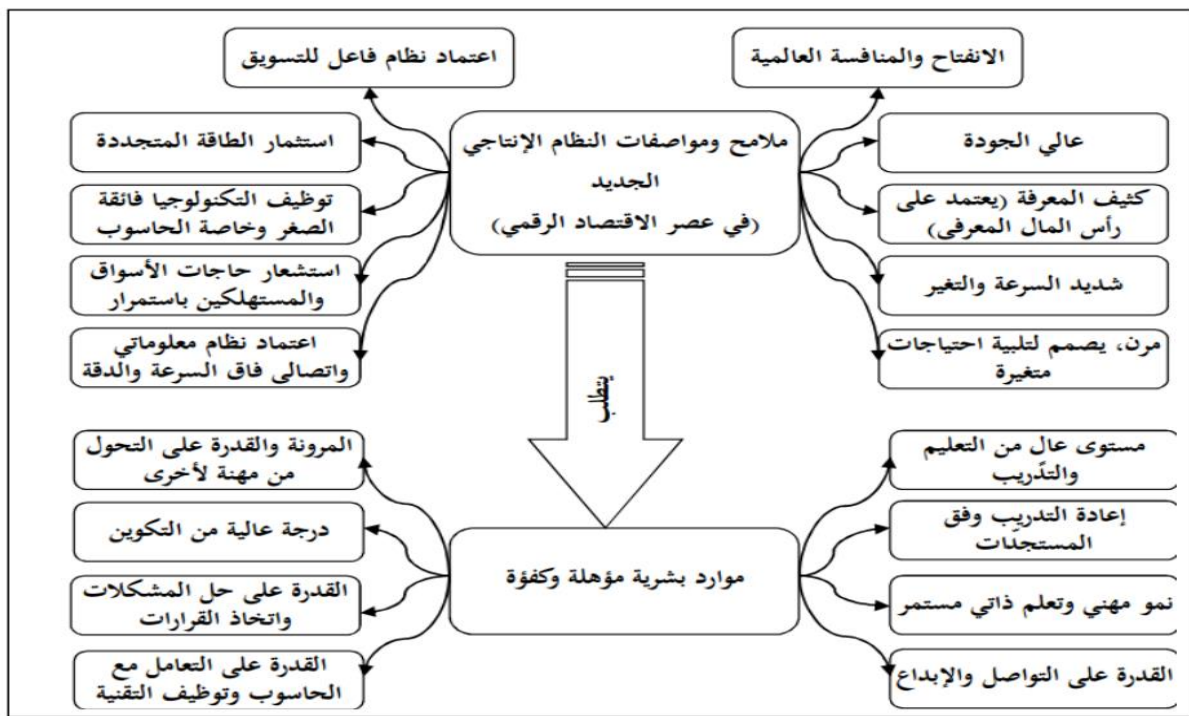 الانفتاح والمنافسة العالمية
اعتماد نظام فاعل للتسويق
ملامح ومواصفات النظام الإنتاجي
الجديد
(في عصر الاقتصاد الرقمي)
عالي الجودة
كثيف المعرفة (يعتمد على
رأس المال المعرفي)
شديد السرعة والتغير
مرن، يصمم لتلبية احتياجات
متغيرة
استثمار الطاقة المتجددة
توظيف التكنولوجيا فائقة
الصغر وخاصة الحاسوب
استشعار حاجات الأسواق
والمستهلكين باستمرار
اعتماد نظام معلوماتي
واتصالي فاق السرعة والدقة
يتطلب
موارد بشرية مؤهلة وكفؤة
مستوى عال من التعليم
والتدّريب
إعادة التدريب وفق
المستجدّات
نمو مهني وتعلم ذاتي مستمر
القدرة على التواصل والإبداع
المرونة والقدرة على التحول
من مهنة لأخرى
درجة عالية من التكوين
القدرة على حل المشكلات
واتخاذ القرارات
القدرة على التعامل مع
الحاسوب وتوظيف التقنية